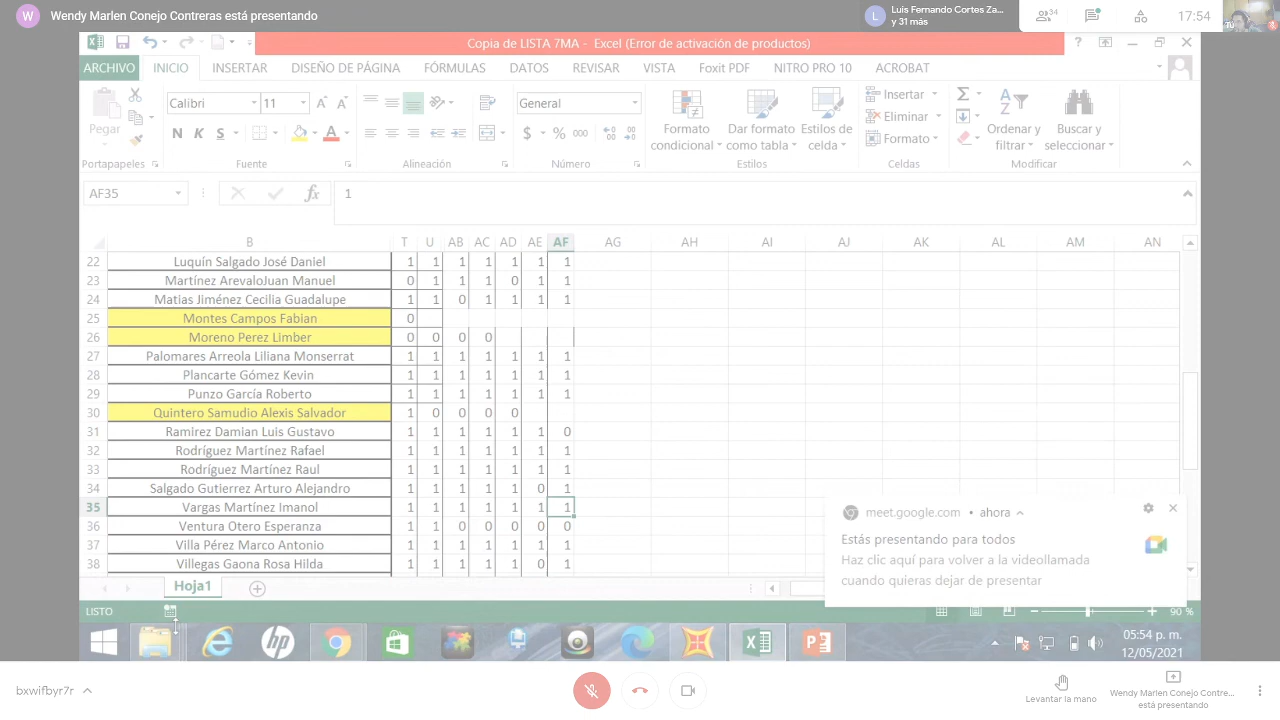 W Wendy Marlen Conejo Contreras está presentando
L Luis Fernando Cortes Za...
y 31 más
34
17:54
Tú
Copia de LISTA 7MA - Excel (Error de activación de productos)
?
ARCHIVO INICIO INSERTAR DISEÑO DE PÁGINA FÓRMULAS DATOS REVISAR VISTA Foxit PDF NITRO PRO 10 ACROBAT
Pegar
Calibri 11
N K S
General
$ % 000
Formato
condicional
Dar formato
como tabla
Estilos de
celda
Insertar
Eliminar
Formato
Ordenar y
filtrar
Buscar y
seleccionar
Portapapeles Fuente Alineación Número Estilos Celdas Modificar
AF35 fx 1
B T U AB AC AD AE AF AG AH AI AJ AK AL AM AN
22 Luquín Salgado José Daniel 1 1 1 1 1 1 1
23 Martínez ArevaloJuan Manuel 0 1 1 1 0 1 1
24 Matias Jiménez Cecilia Guadalupe 1 1 0 1 1 1 1
25 Montes Campos Fabian 0
26 Moreno Perez Limber 0 0 0 0
27 Palomares Arreola Liliana Monserrat 1 1 1 1 1 1 1
28 Plancarte Gómez Kevin 1 1 1 1 1 1 1
29 Punzo García Roberto 1 1 1 1 1 1 1
30 Quintero Samudio Alexis Salvador 1 0 0 0 0
31 Ramirez Damian Luis Gustavo 1 1 1 1 1 1 0
32 Rodríguez Martínez Rafael 1 1 1 1 1 1 1
33 Rodríguez Martínez Raul 1 1 1 1 1 1 1
34 Salgado Gutierrez Arturo Alejandro 1 1 1 1 1 0 1
35 Vargas Martínez Imanol 1 1 1 1 1 1 1
36 Ventura Otero Esperanza 1 1 0 0 0 0 0
37 Villa Pérez Marco Antonio 1 1 1 1 1 1 1
38 Villegas Gaona Rosa Hilda 1 1 1 1 1 0 1
meet.google.com • ahora
Estás presentando para todos
Haz clic aquí para volver a la videollamada
cuando quieras dejar de presentar
Hoja1
LISTO
90 %
05:54 p. m.
12/05/2021
bxwifbyr7r
Levantar la mano
Wendy Marlen Conejo Contre...
está presentando